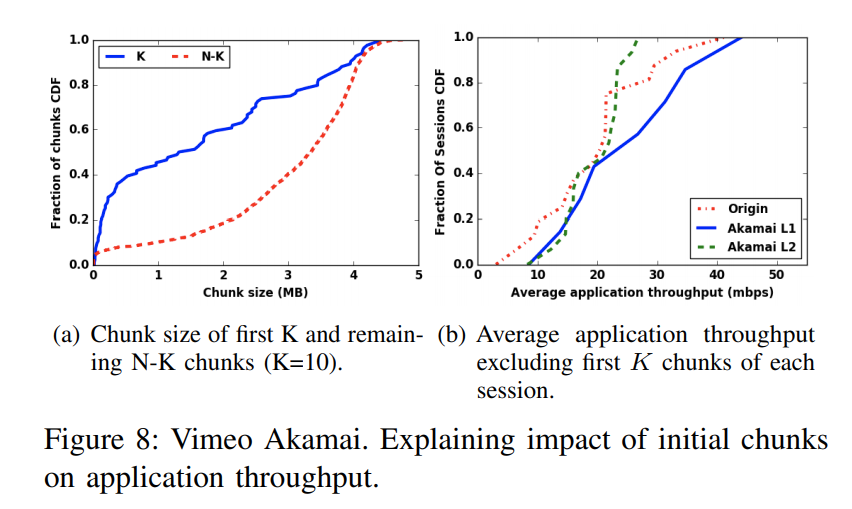 1.0
0.8
0.6
0.4
0.2
0.0
Fraction of chunks CDF
K N-K
0 1 2 3 4 5
Chunk size (MB)
1.0
0.8
0.6
0.4
0.2
0.0
Fraction Of Sessions CDF
Origin
Akamai L1
Akamai L2
0 10 20 30 40 50
Average application throughput (mbps)
(a) Chunk size of first K and remain-
ing N-K chunks (K=10).
(b) Average application throughput
excluding first K chunks of each
session.
Figure 8: Vimeo Akamai. Explaining impact of initial chunks
on application throughput.